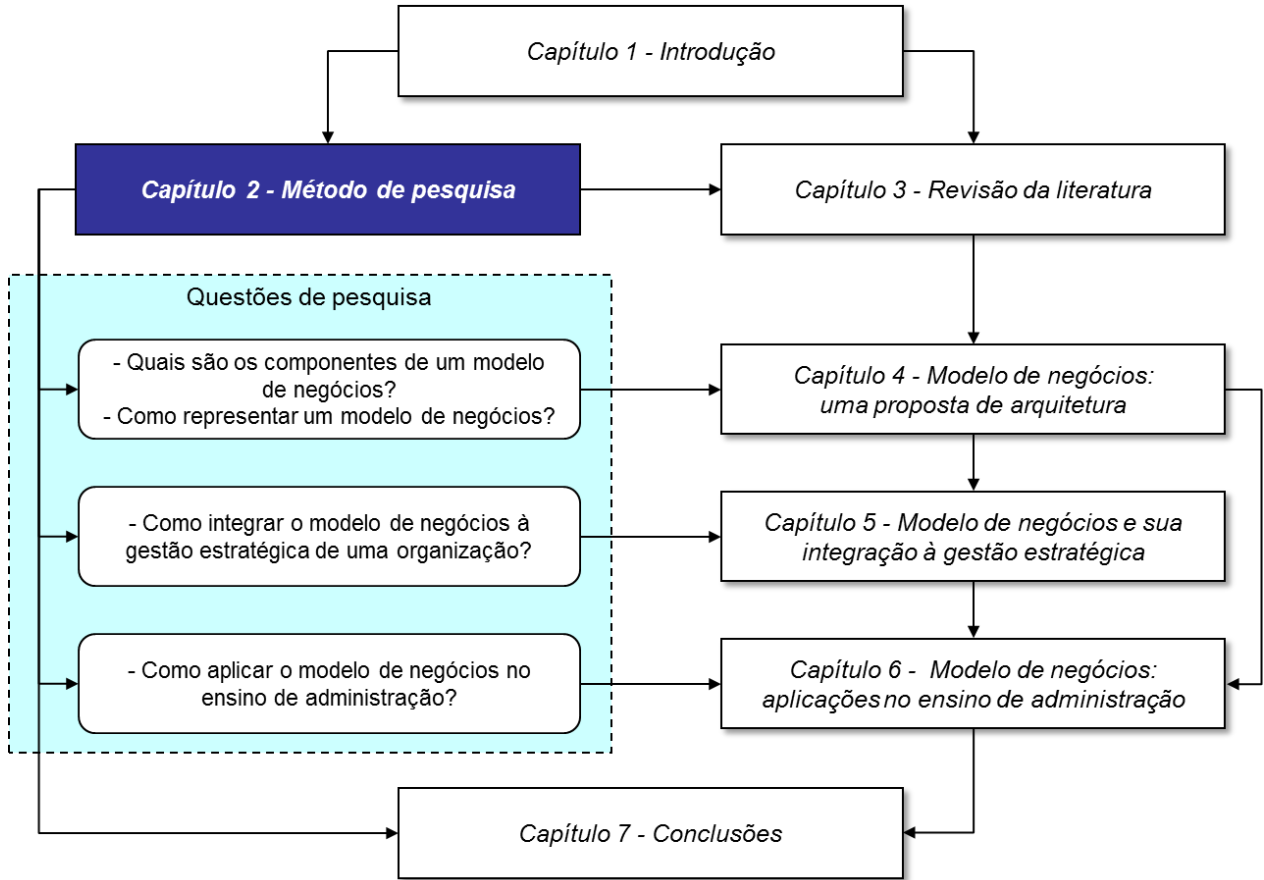 Capítulo 1 - Introdução
Capítulo 2 - Método de pesquisa
Capítulo 3 - Revisão da literatura
Questões de pesquisa
- Quais são os componentes de um modelo
de negócios?
- Como representar um modelo de negócios?
Capítulo 4 - Modelo de negócios:
uma proposta de arquitetura
- Como integrar o modelo de negócios à
gestão estratégica de uma organização?
Capítulo 5 - Modelo de negócios e sua
integração à gestão estratégica
- Como aplicar o modelo de negócios no
ensino de administração?
Capítulo 6 - Modelo de negócios:
aplicações no ensino de administração
Capítulo 7 - Conclusões